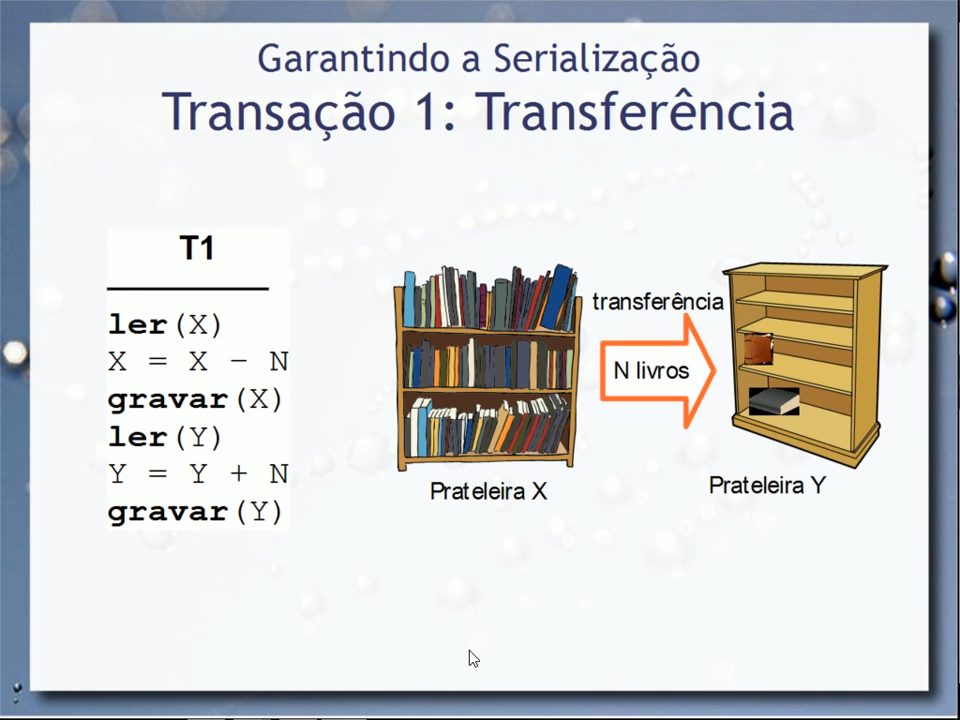 Garantindo a Serialização
Transação 1: Transferência
T1
ler(X)
X = X − N
gravar(X)
ler(Y)
Y = Y + N
gravar(Y)
transferência
N livros
Prateleira X
Prateleira Y